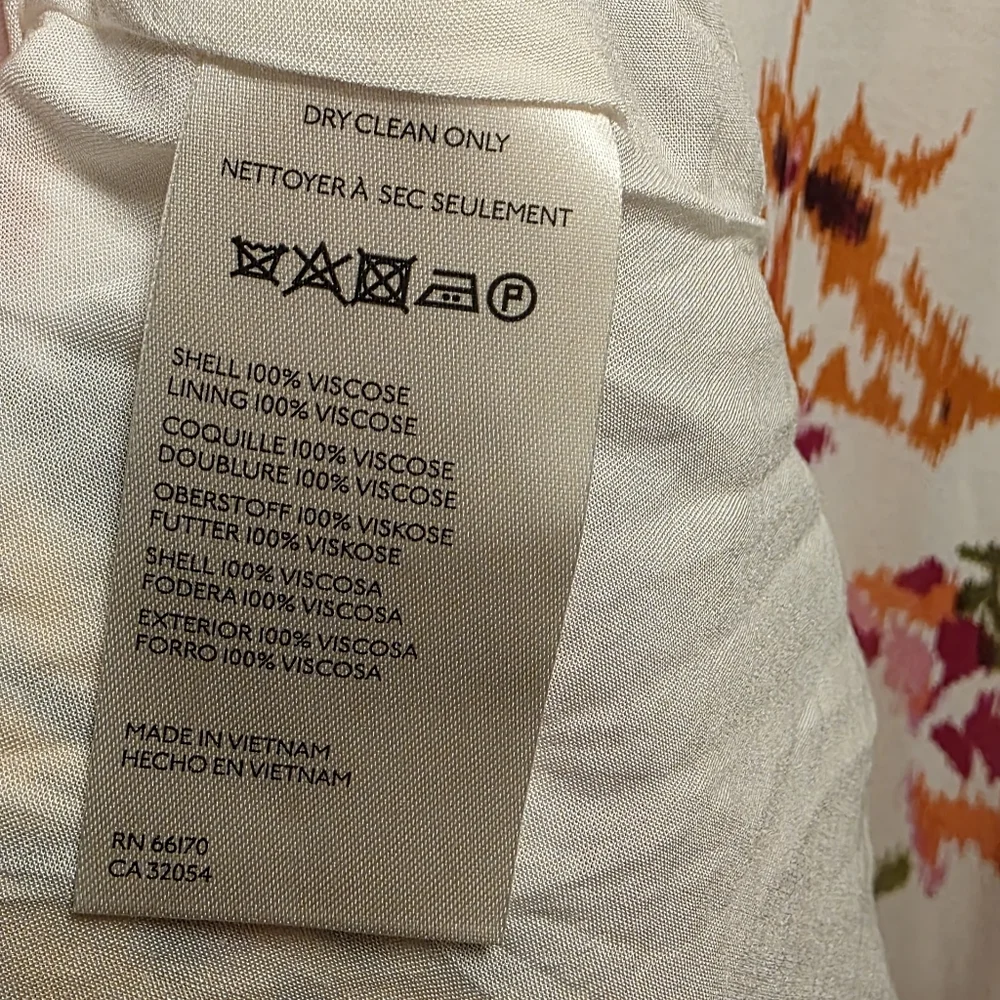 DRY CLEAN ONLY
NETTOYER À SEC SEULEMENT
P
SHELL 100% VISCOSE
LINING 100% VISCOSE
COQUILLE 100% VISCOSE
DOUBLURE 100% VISCOSE
OBERSTOFF 100% VISKOSE
FUTTER 100% VISKOSE
SHELL 100% VISCOSA
FODERA 100% VISCOSA
EXTERIOR 100% VISCOSA
FORRO 100% VISCOSA
MADE IN VIETNAM
HECHO EN VIETNAM
RN 66170
CA 32054